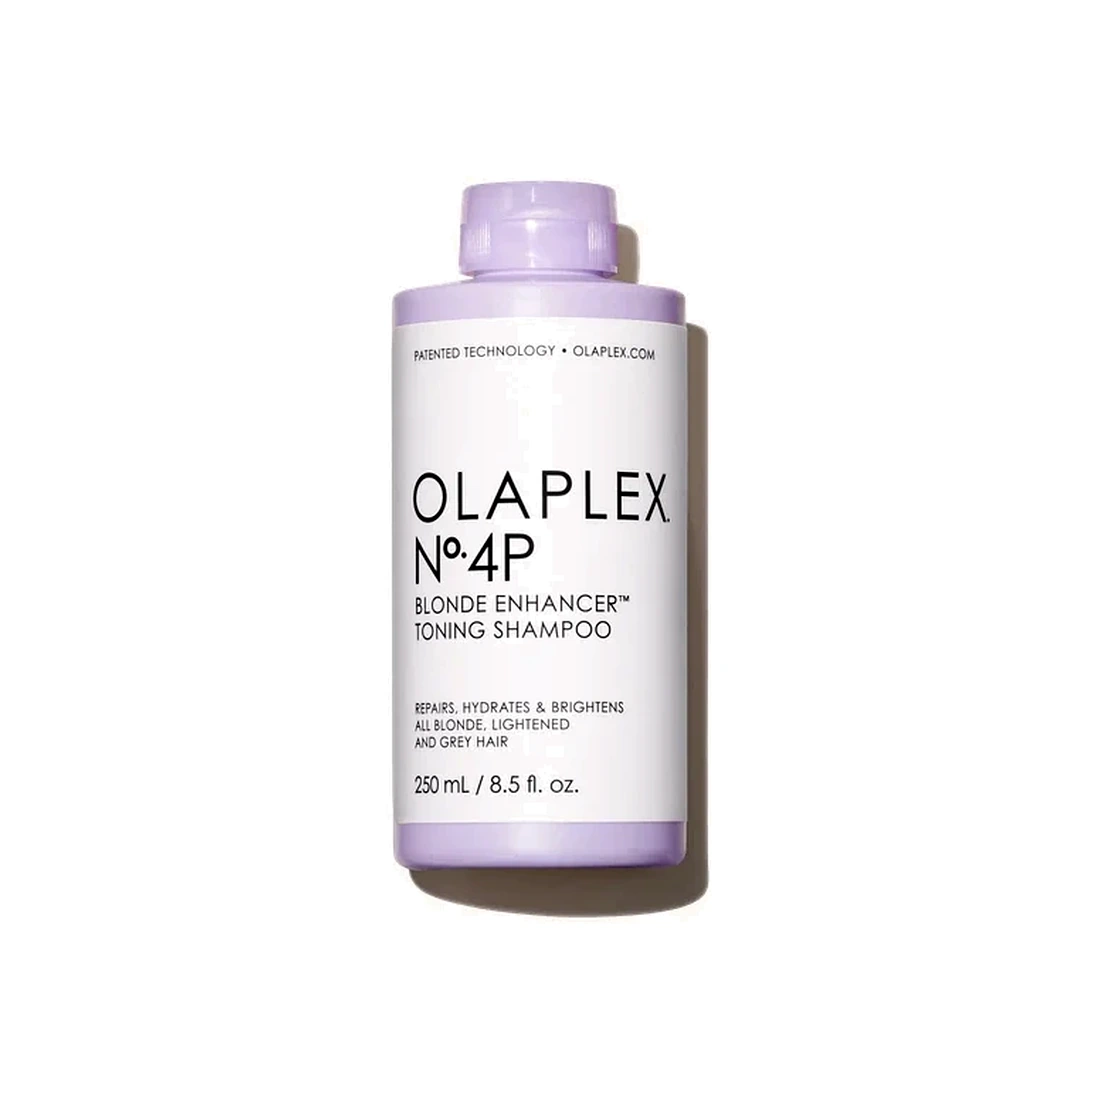 PATENTED TECHNOLOGY • OLAPLEX.COM
OLAPLEX.
Nº.4P
BLONDE ENHANCER™
TONING SHAMPOO
REPAIRS, HYDRATES & BRIGHTENS
ALL BLONDE, LIGHTENED
AND GREY HAIR
250 mL / 8.5 fl. oz.